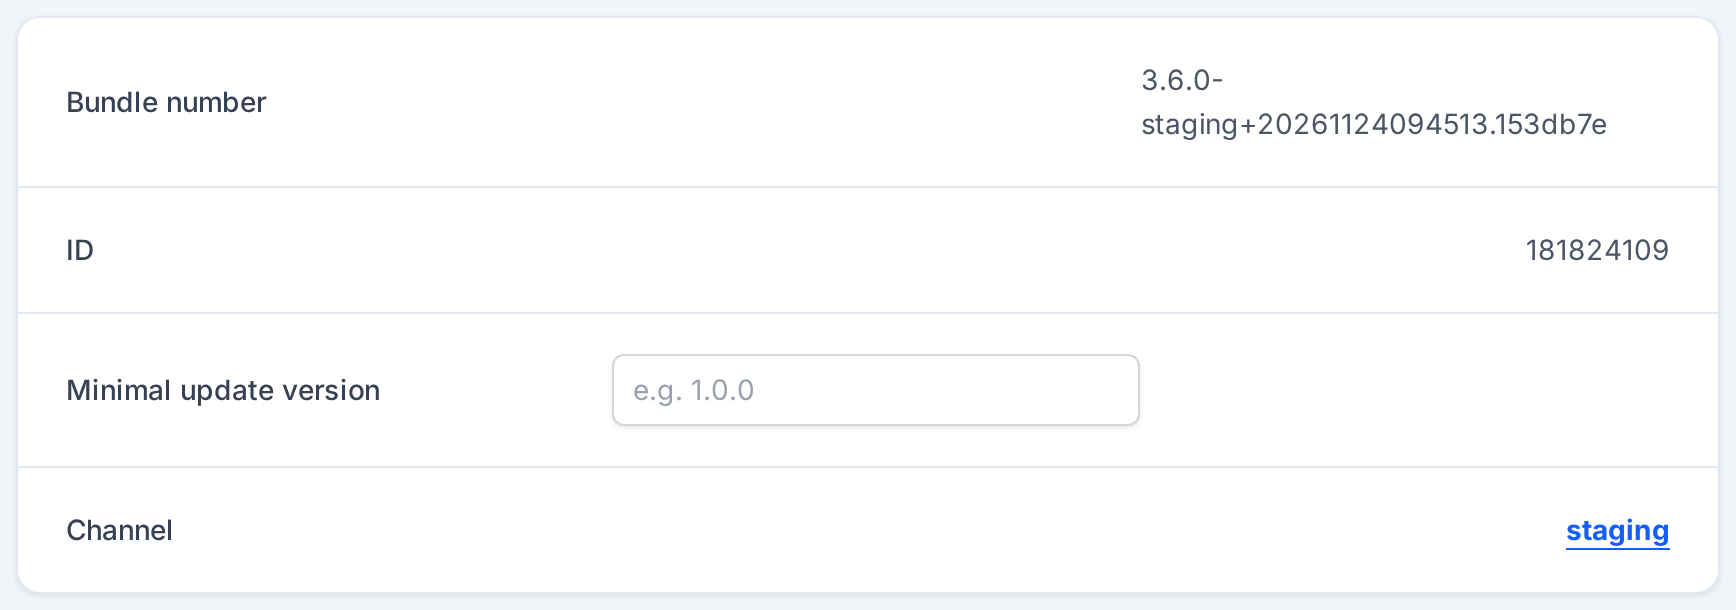 Bundle number
3.6.0-
staging+20261124094513.153db7e
ID
181824109
Minimal update version
e.g. 1.0.0
Channel
staging